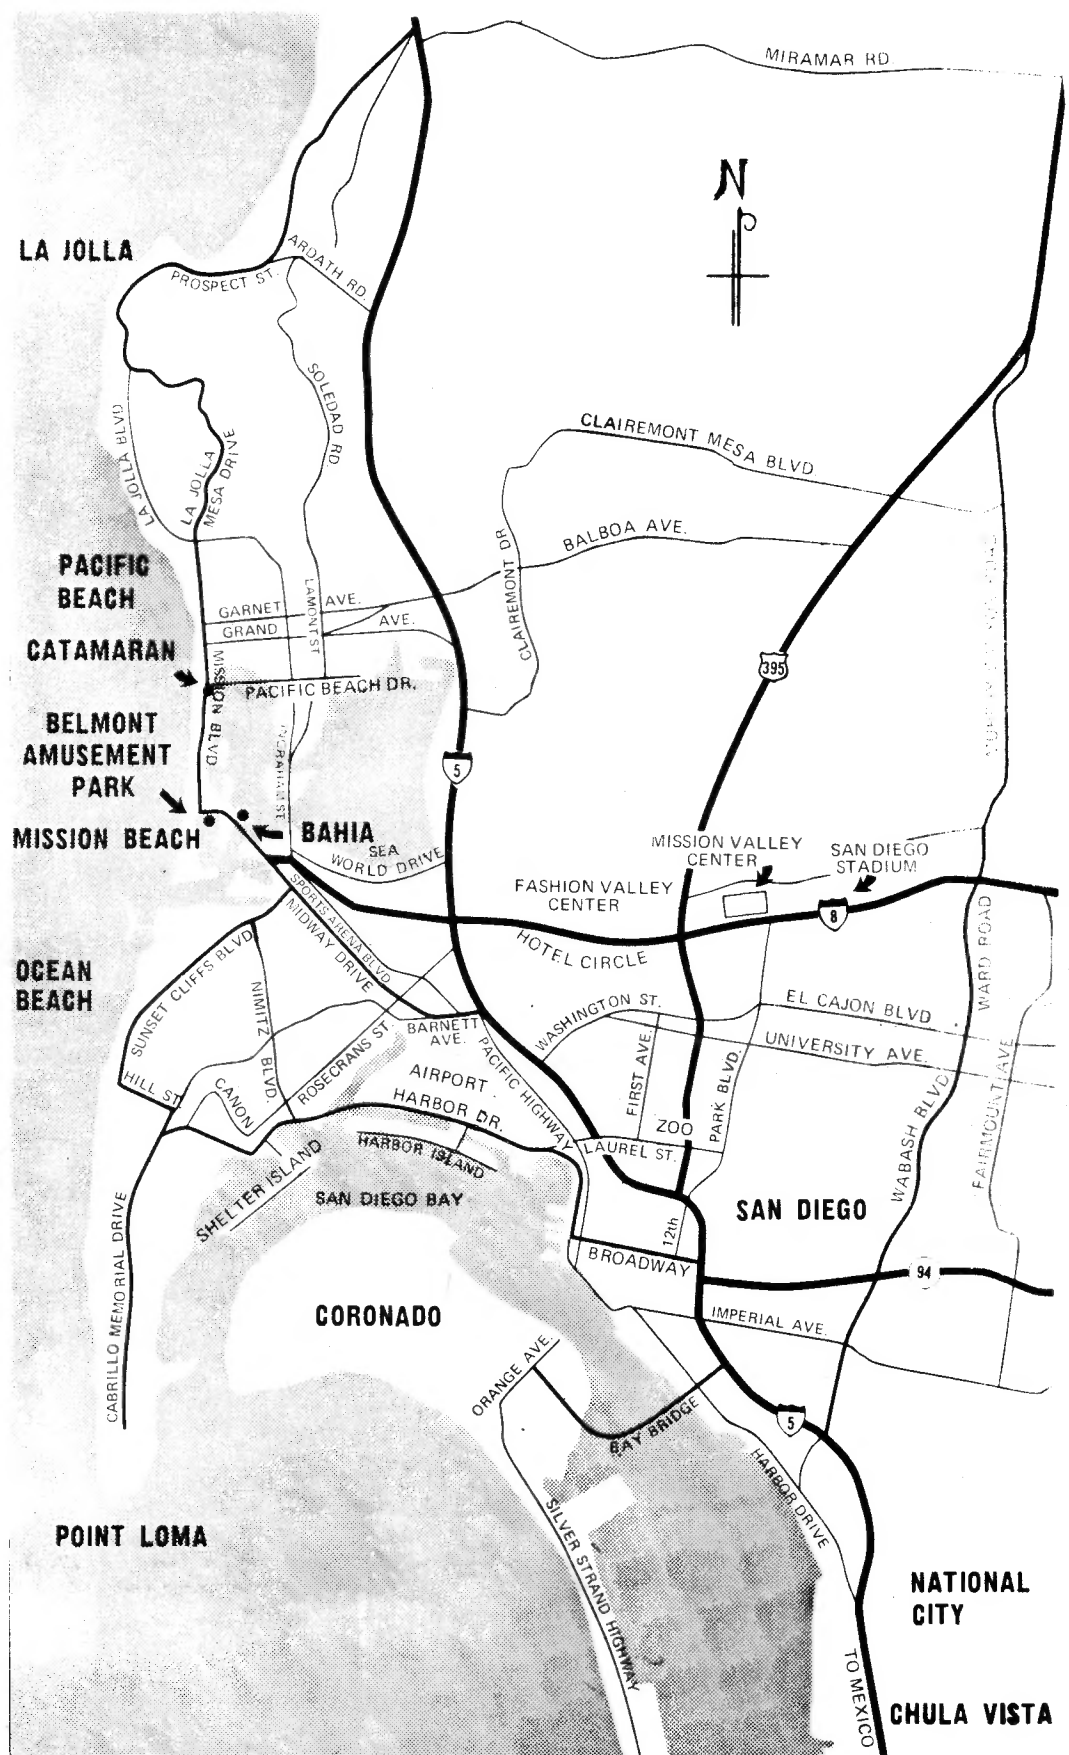 MIRAMAR RD.
N
LA JOLLA
ARDATH RD.
PROSPECT ST.
SOLEDAD RD.
LA JOLLA BLVD
LA JOLLA
MESA DRIVE
CLAIREMONT MESA BLVD
BALBOA AVE.
CLAIREMONT DR
PACIFIC
BEACH
GARNET AVE.
GRAND AVE.
LAMONT ST
CATAMARAN
MISSION BLVD
PACIFIC BEACH DR.
395
BELMONT
AMUSEMENT
PARK
INGRAHAM ST.
5
MISSION BEACH
BAHIA
SEA
WORLD DRIVE
MISSION VALLEY
CENTER
SAN DIEGO
STADIUM
FASHION VALLEY
CENTER
8
SPORTS ARENA BLVD
MIDWAY DRIVE
HOTEL CIRCLE
WARD ROAD
OCEAN
BEACH
SUNSET CLIFFS BLVD
NIMITZ BLVD.
WASHINGTON ST.
EL CAJON BLVD
UNIVERSITY AVE.
BARNETT
AVE.
ROSECRANS ST.
PACIFIC HIGHWAY
FIRST AVE.
PARK BLVD.
WABASH BLVD
FAIRMOUNT AVE
HILL ST.
CANON
AIRPORT
HARBOR DR.
ZOO
LAUREL ST.
HARBOR ISLAND
SHELTER ISLAND
SAN DIEGO BAY
SAN DIEGO
12th
BROADWAY
94
CABRILLO MEMORIAL DRIVE
CORONADO
IMPERIAL AVE.
ORANGE AVE.
BAY BRIDGE
5
HARBOR DRIVE
POINT LOMA
SILVER STRAND HIGHWAY
NATIONAL
CITY
TO MEXICO
CHULA VISTA